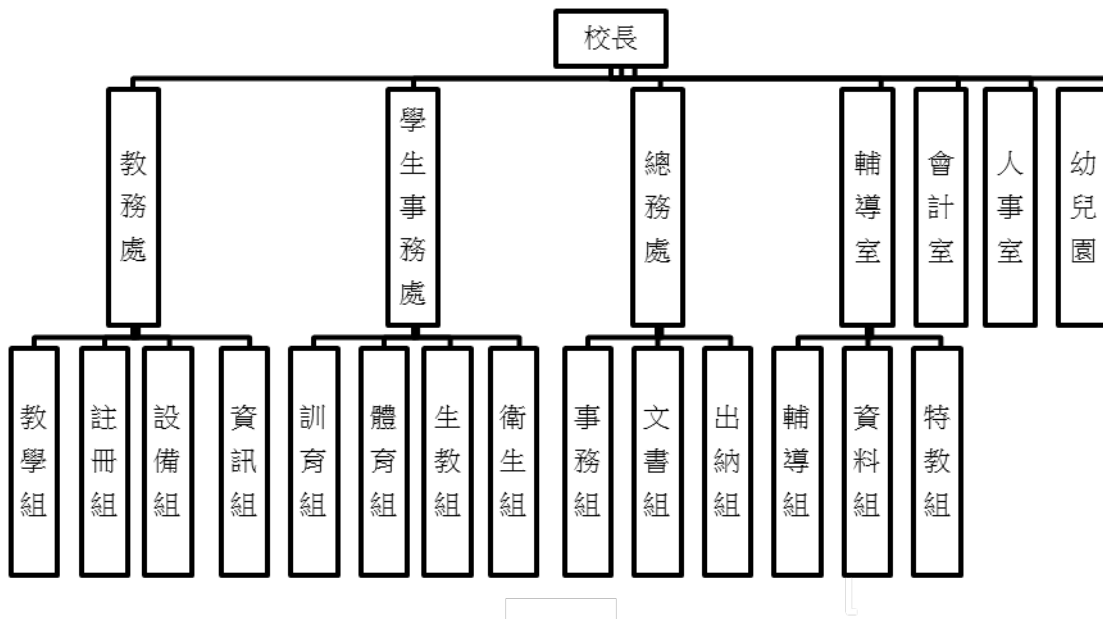 校長
教務處
學生事務處
總務處
輔導室
會計室
人事室
幼兒園
教學組
註冊組
設備組
資訊組
訓育組
體育組
生教組
衛生組
事務組
文書組
出納組
輔導組
資料組
特教組